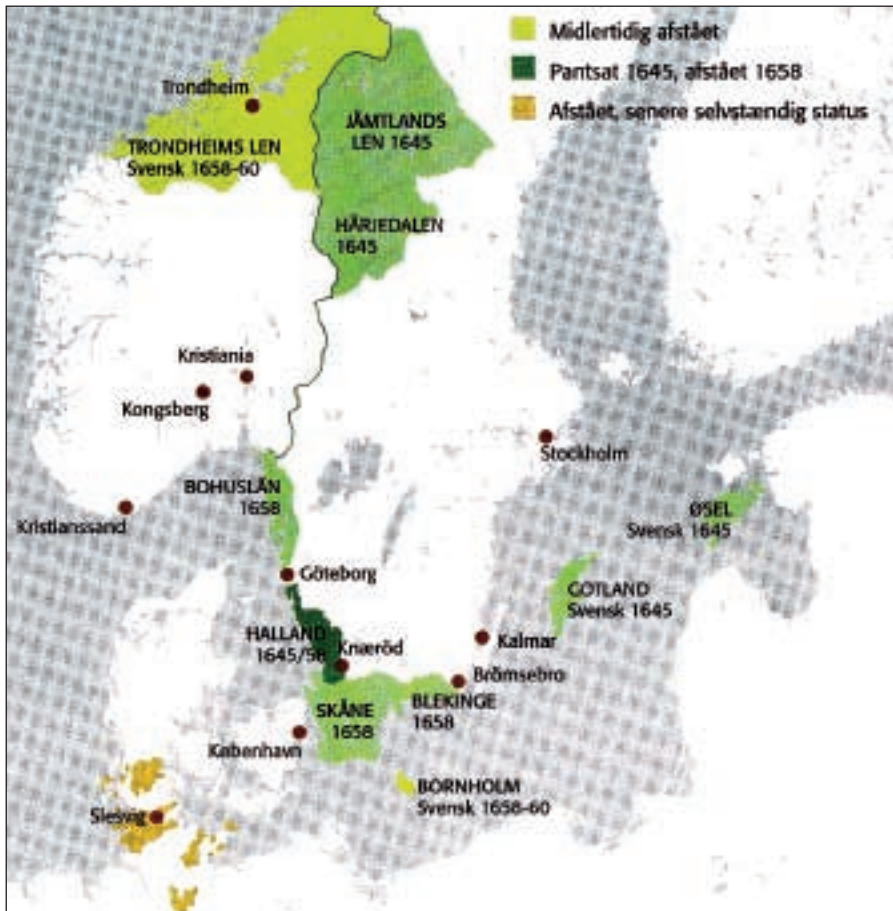 Midlertidig afstået
Pantsat 1645, afstået 1658
Afstået, senere selvstændig status
Trondheim
TRONDHEIMS LEN
Svensk 1658-60
JÄMTLANDS
LEN 1645
HÄRJEDALEN
1645
Kristiania
Kongsberg
Stockholm
BOHUSLÄN
1658
Kristianssand
ØSEL
Svensk 1645
Göteborg
GOTLAND
Svensk 1645
HALLAND
1645/58
Knæröd
Kalmar
Brömsebro
SKÅNE
1658
BLEKINGE
1658
København
BORNHOLM
Svensk 1658-60
Slesvig